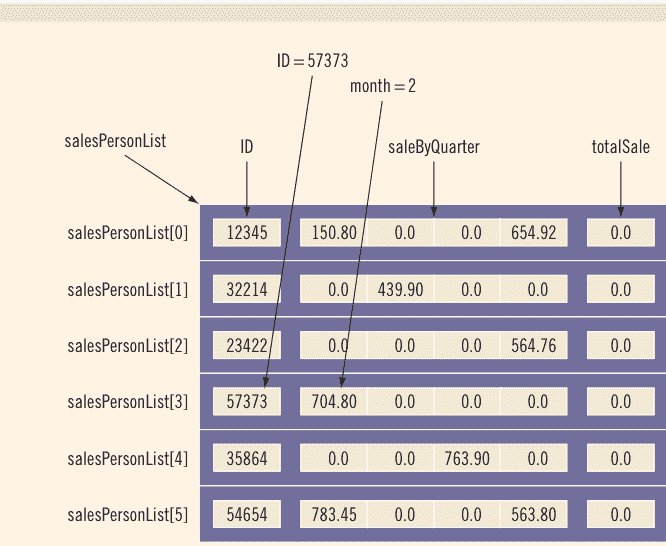 ID = 57373
month = 2
salesPersonList ID saleByQuarter totalSale
salesPersonList[0] 12345 150.80 0.0 0.0 654.92 0.0
salesPersonList[1] 32214 0.0 439.90 0.0 0.0 0.0
salesPersonList[2] 23422 0.0 0.0 0.0 564.76 0.0
salesPersonList[3] 57373 704.80 0.0 0.0 0.0 0.0
salesPersonList[4] 35864 0.0 0.0 763.90 0.0 0.0
salesPersonList[5] 54654 783.45 0.0 0.0 563.80 0.0